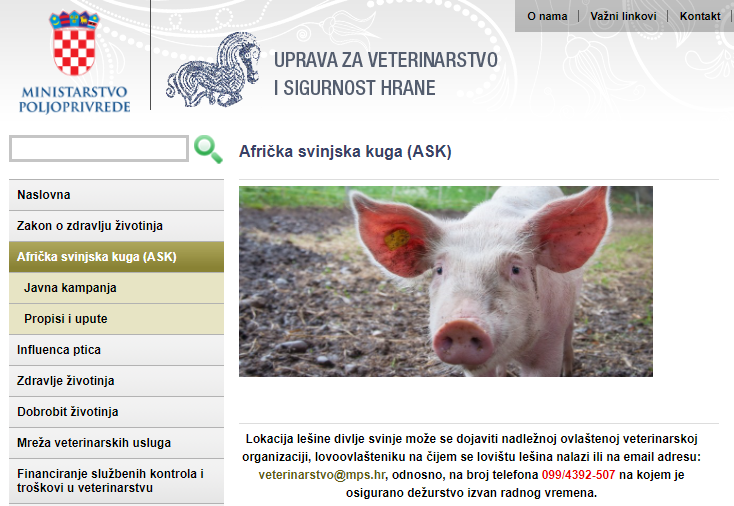 O nama
Važni linkovi
Kontakt
MINISTARSTVO
POLJOPRIVREDE
UPRAVA ZA VETERINARSTVO
I SIGURNOST HRANE
Afrička svinjska kuga (ASK)
Naslovna
Zakon o zdravlju životinja
Afrička svinjska kuga (ASK)
Javna kampanja
Propisi i upute
Influenca ptica
Zdravlje životinja
Dobrobit životinja
Mreža veterinarskih usluga
Financiranje službenih kontrola i
troškovi u veterinarstvu
Lokacija lešine divlje svinje može se dojaviti nadležnoj ovlaštenoj veterinarskoj
organizaciji, lovoovlašteniku na čijem se lovištu lešina nalazi ili na email adresu:
veterinarstvo@mps.hr, odnosno, na broj telefona 099/4392-507 na kojem je
osigurano dežurstvo izvan radnog vremena.